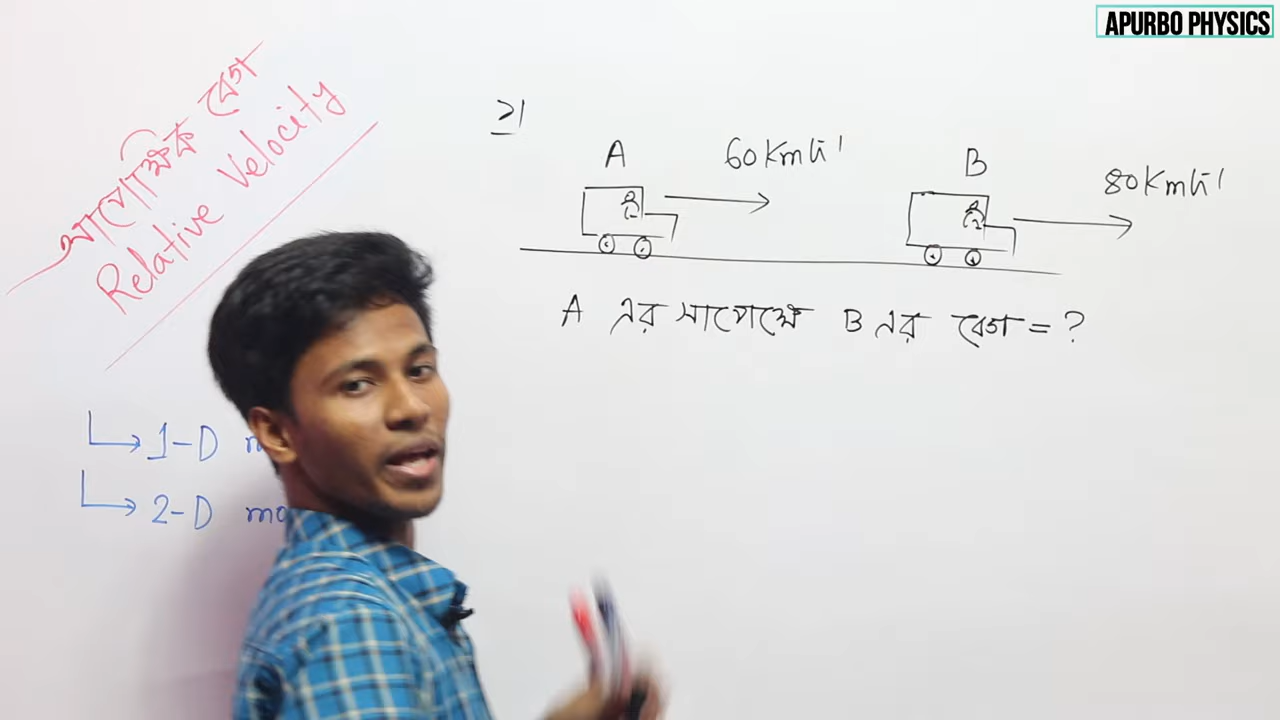 APURBO PHYSICS
আপেক্ষিক বেগ
Relative Velocity
১।
A
60 Kmh⁻¹
B
80 Kmh⁻¹
A এর সাপেক্ষে B এর বেগ = ?
1-D
2-D